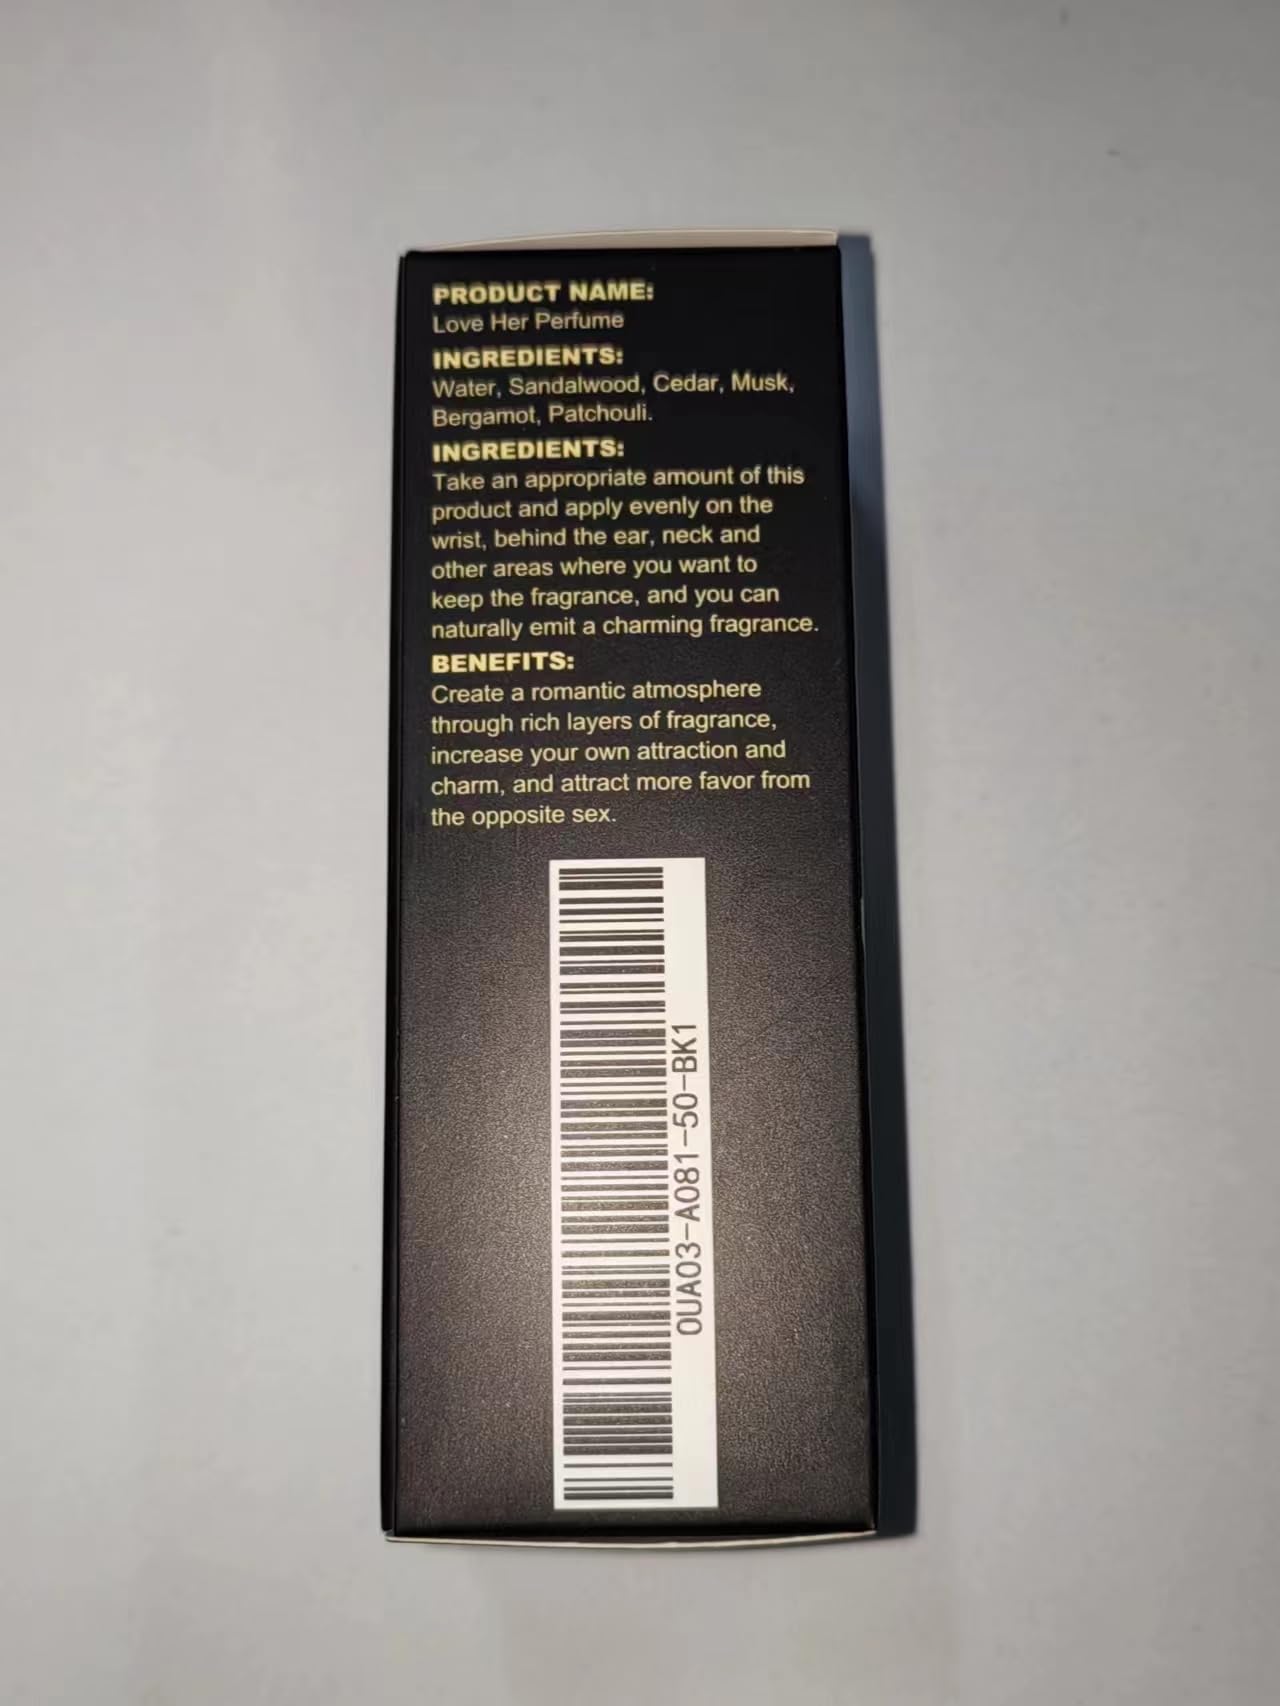 PRODUCT NAME:
Love Her Perfume
INGREDIENTS:
Water, Sandalwood, Cedar, Musk,
Bergamot, Patchouli.
INGREDIENTS:
Take an appropriate amount of this
product and apply evenly on the
wrist, behind the ear, neck and
other areas where you want to
keep the fragrance, and you can
naturally emit a charming fragrance.
BENEFITS:
Create a romantic atmosphere
through rich layers of fragrance,
increase your own attraction and
charm, and attract more favor from
the opposite sex.
0UA03-A081-50-BK1